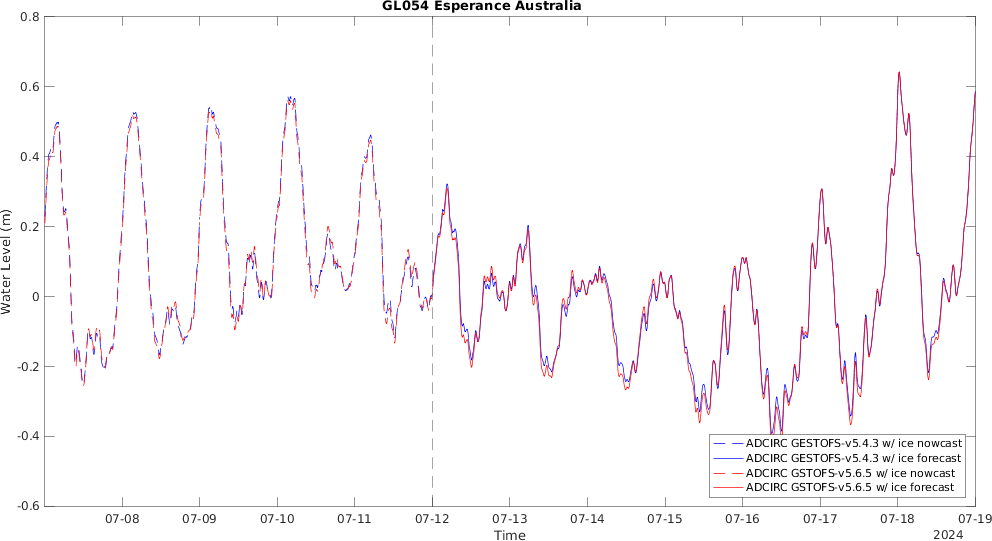 GL054 Esperance Australia
0.8
0.6
0.4
0.2
0
-0.2
-0.4
-0.6
Water Level (m)
ADCIRC GESTOFS-v5.4.3 w/ ice nowcast
ADCIRC GESTOFS-v5.4.3 w/ ice forecast
ADCIRC GSTOFS-v5.6.5 w/ ice nowcast
ADCIRC GSTOFS-v5.6.5 w/ ice forecast
07-08 07-09 07-10 07-11 07-12 07-13 07-14 07-15 07-16 07-17 07-18 07-19
Time
2024